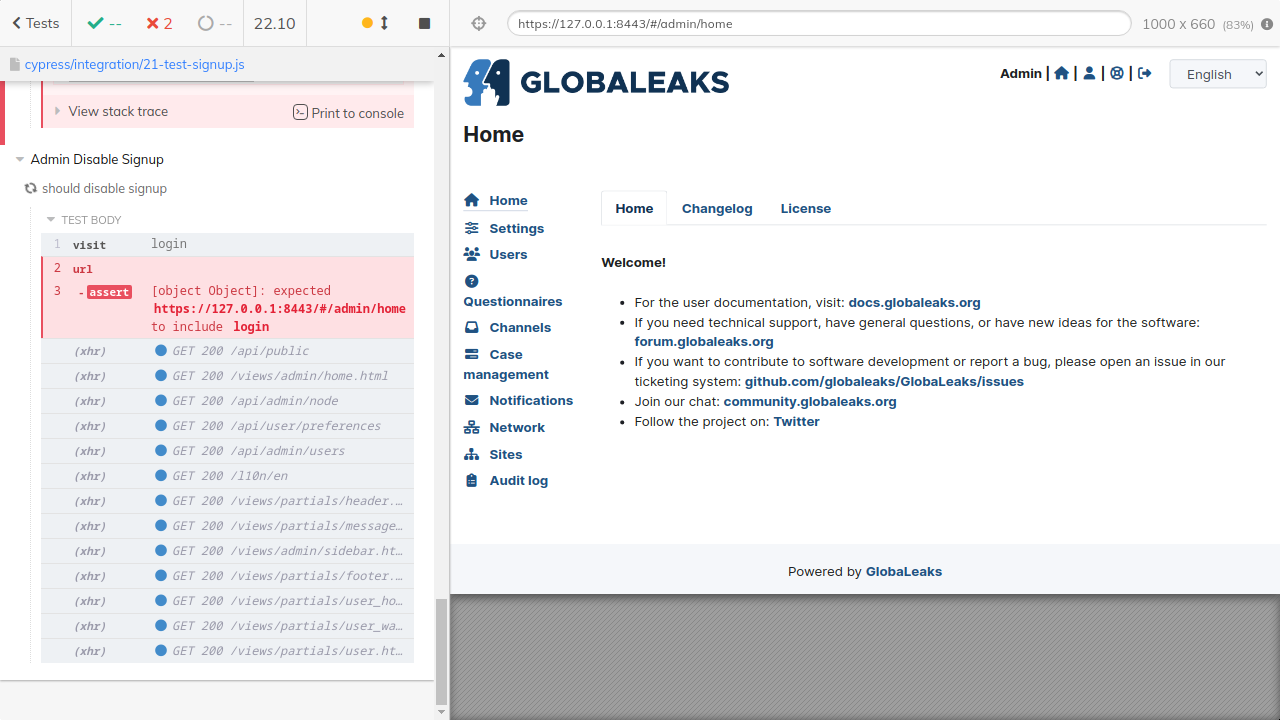 Tests
--
2
--
22.10
https://127.0.0.1:8443/#/admin/home
1000 x 660 (83%)
cypress/integration/21-test-signup.js
View stack trace
Print to console
Admin Disable Signup
should disable signup
TEST BODY
1 visit login
2 url
3 - assert [object Object]: expected
https://127.0.0.1:8443/#/admin/home
to include login
(xhr) GET 200 /api/public
(xhr) GET 200 /views/admin/home.html
(xhr) GET 200 /api/admin/node
(xhr) GET 200 /api/user/preferences
(xhr) GET 200 /api/admin/users
(xhr) GET 200 /l10n/en
(xhr) GET 200 /views/partials/header.…
(xhr) GET 200 /views/partials/message…
(xhr) GET 200 /views/admin/sidebar.ht…
(xhr) GET 200 /views/partials/footer.…
(xhr) GET 200 /views/partials/user_ho…
(xhr) GET 200 /views/partials/user_wa…
(xhr) GET 200 /views/partials/user.ht…
GLOBALEAKS
Admin | | | |
English
Home
Home
Settings
Users
Questionnaires
Channels
Case
management
Notifications
Network
Sites
Audit log
Home Changelog License
Welcome!
For the user documentation, visit: docs.globaleaks.org
If you need technical support, have general questions, or have new ideas for the software:
forum.globaleaks.org
If you want to contribute to software development or report a bug, please open an issue in our
ticketing system: github.com/globaleaks/GlobaLeaks/issues
Join our chat: community.globaleaks.org
Follow the project on: Twitter
Powered by GlobaLeaks